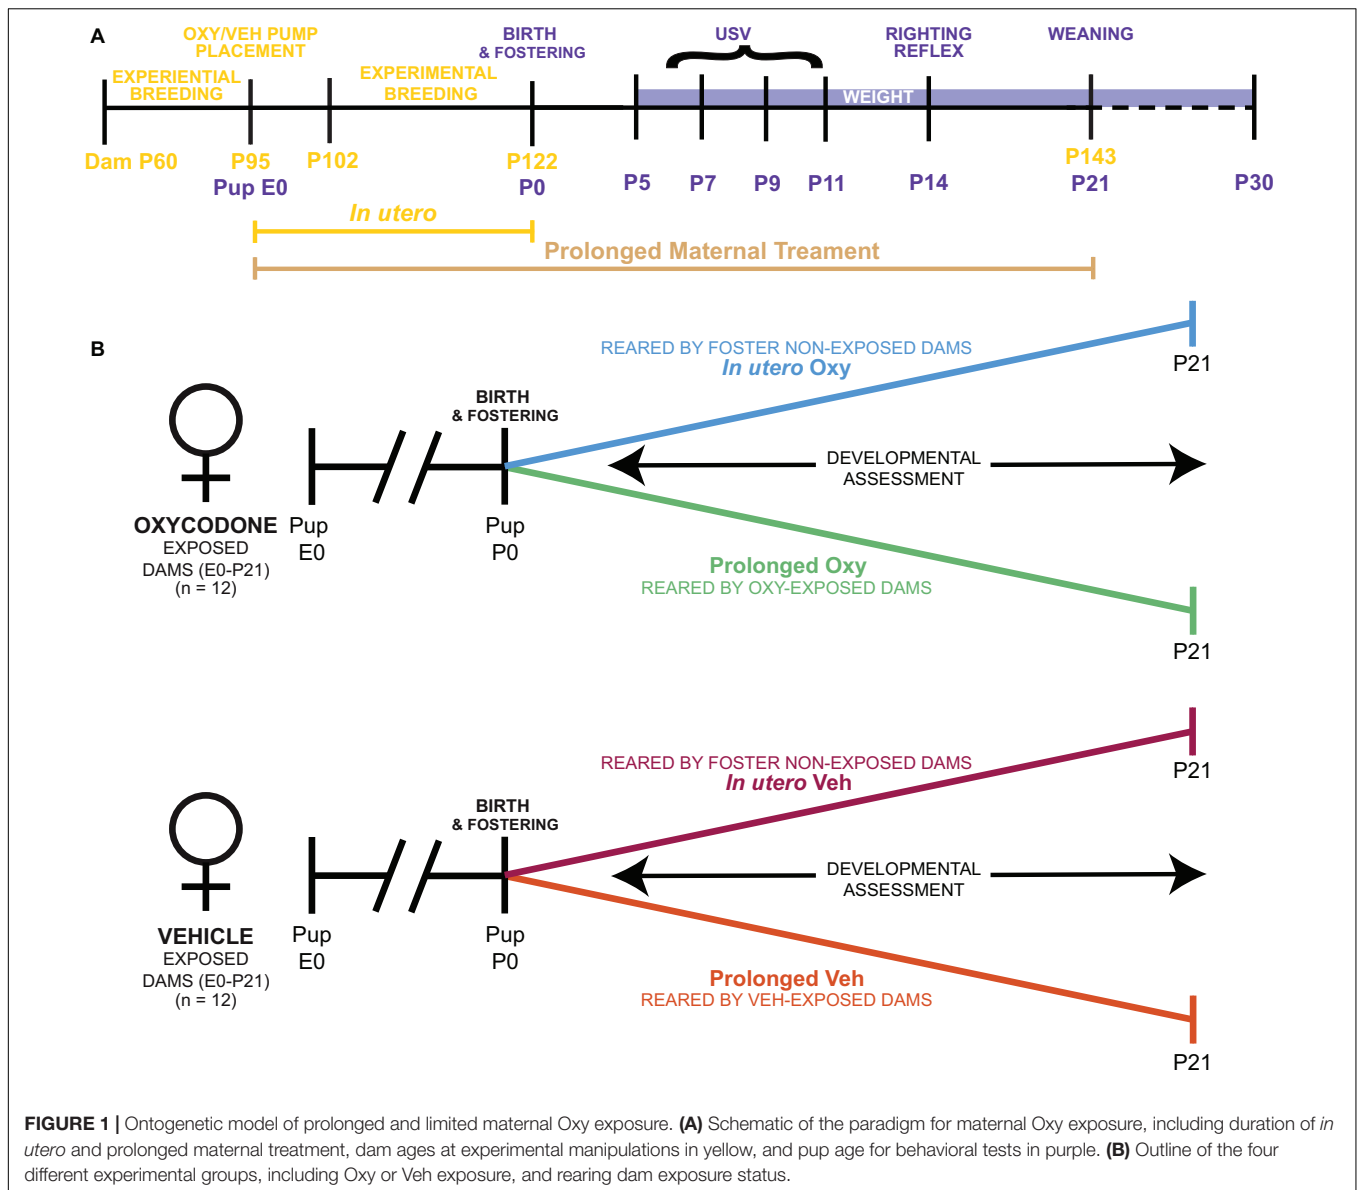 A
OXY/VEH PUMP
PLACEMENT
BIRTH
& FOSTERING
USV
RIGHTING
REFLEX
WEANING
EXPERIENTIAL
BREEDING
EXPERIMENTAL
BREEDING
WEIGHT
Dam P60
P95
P102
P122
P143
Pup E0
P0
P5
P7
P9
P11
P14
P21
P30
In utero
Prolonged Maternal Treament
B
REARED BY FOSTER NON-EXPOSED DAMS
In utero Oxy
P21
BIRTH
& FOSTERING
DEVELOPMENTAL
ASSESSMENT
OXYCODONE
EXPOSED
DAMS (E0-P21)
(n = 12)
Pup
E0
Pup
P0
Prolonged Oxy
REARED BY OXY-EXPOSED DAMS
P21
REARED BY FOSTER NON-EXPOSED DAMS
In utero Veh
P21
BIRTH
& FOSTERING
DEVELOPMENTAL
ASSESSMENT
VEHICLE
EXPOSED
DAMS (E0-P21)
(n = 12)
Pup
E0
Pup
P0
Prolonged Veh
REARED BY VEH-EXPOSED DAMS
P21
FIGURE 1 | Ontogenetic model of prolonged and limited maternal Oxy exposure. (A) Schematic of the paradigm for maternal Oxy exposure, including duration of in
utero and prolonged maternal treatment, dam ages at experimental manipulations in yellow, and pup age for behavioral tests in purple. (B) Outline of the four
different experimental groups, including Oxy or Veh exposure, and rearing dam exposure status.